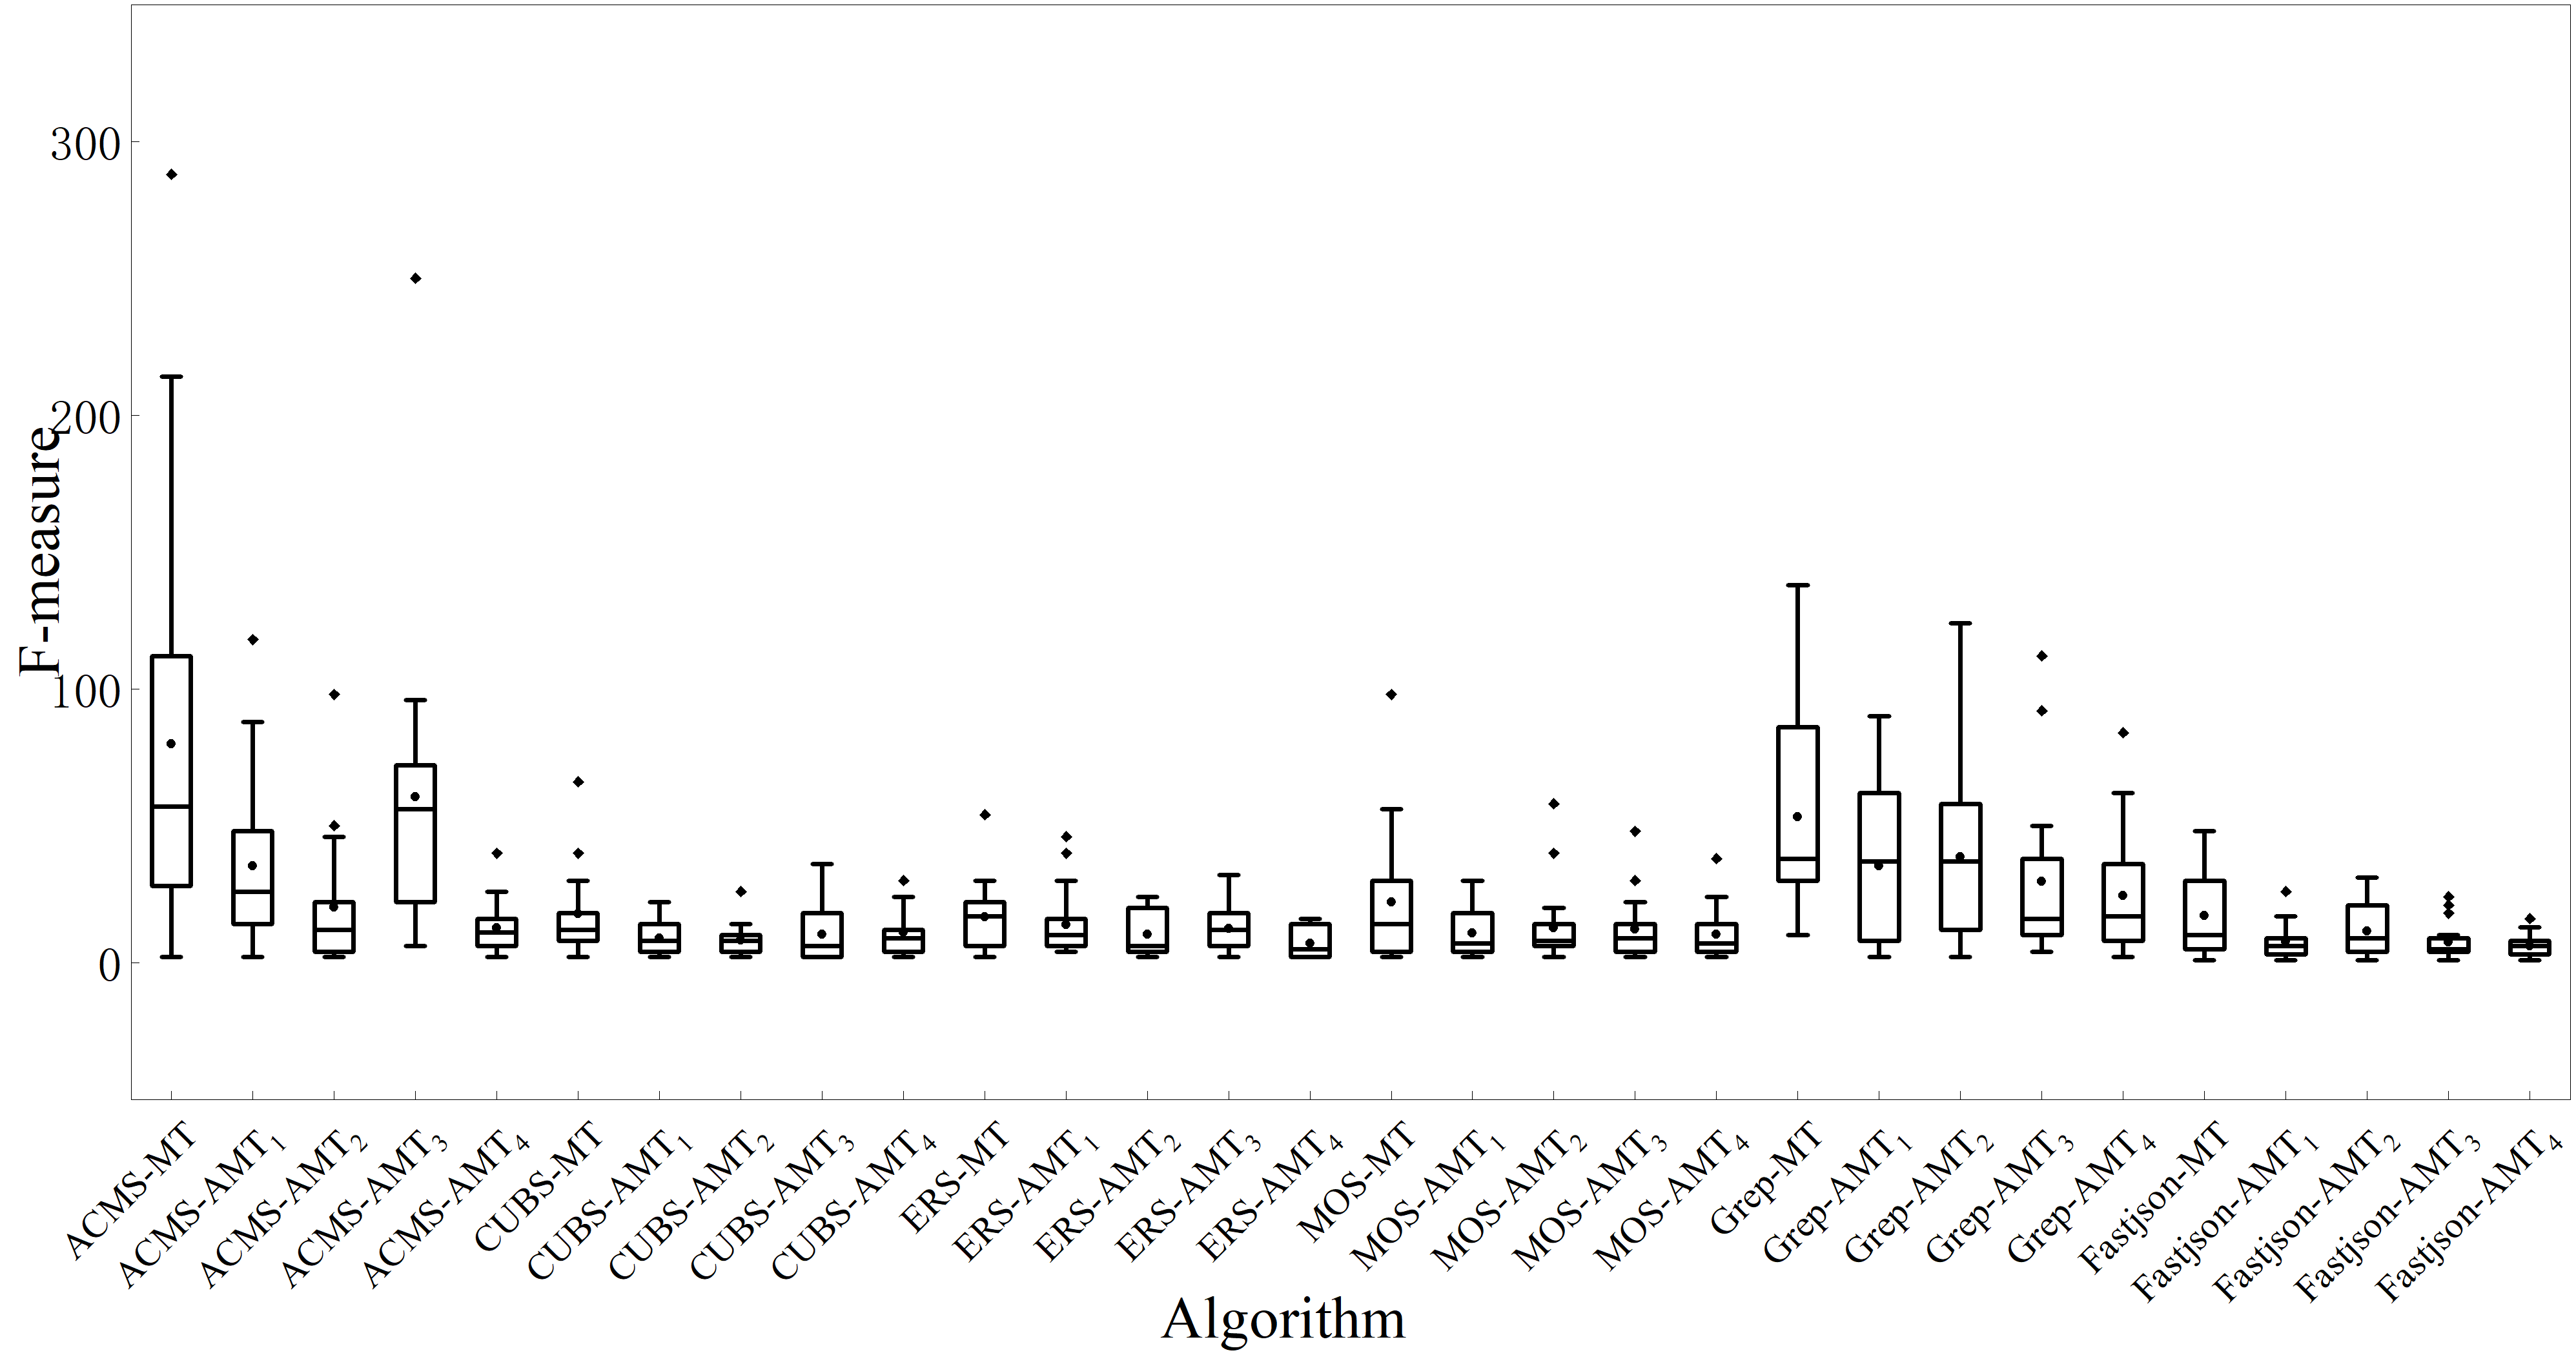 300
200
100
0
F-measure
ACMS-MT
ACMS-AMT₁
ACMS-AMT₂
ACMS-AMT₃
ACMS-AMT₄
CUBS-MT
CUBS-AMT₁
CUBS-AMT₂
CUBS-AMT₃
CUBS-AMT₄
ERS-MT
ERS-AMT₁
ERS-AMT₂
ERS-AMT₃
ERS-AMT₄
MOS-MT
MOS-AMT₁
MOS-AMT₂
MOS-AMT₃
MOS-AMT₄
Grep-MT
Grep-AMT₁
Grep-AMT₂
Grep-AMT₃
Grep-AMT₄
Fastjson-MT
Fastjson-AMT₁
Fastjson-AMT₂
Fastjson-AMT₃
Fastjson-AMT₄
Algorithm